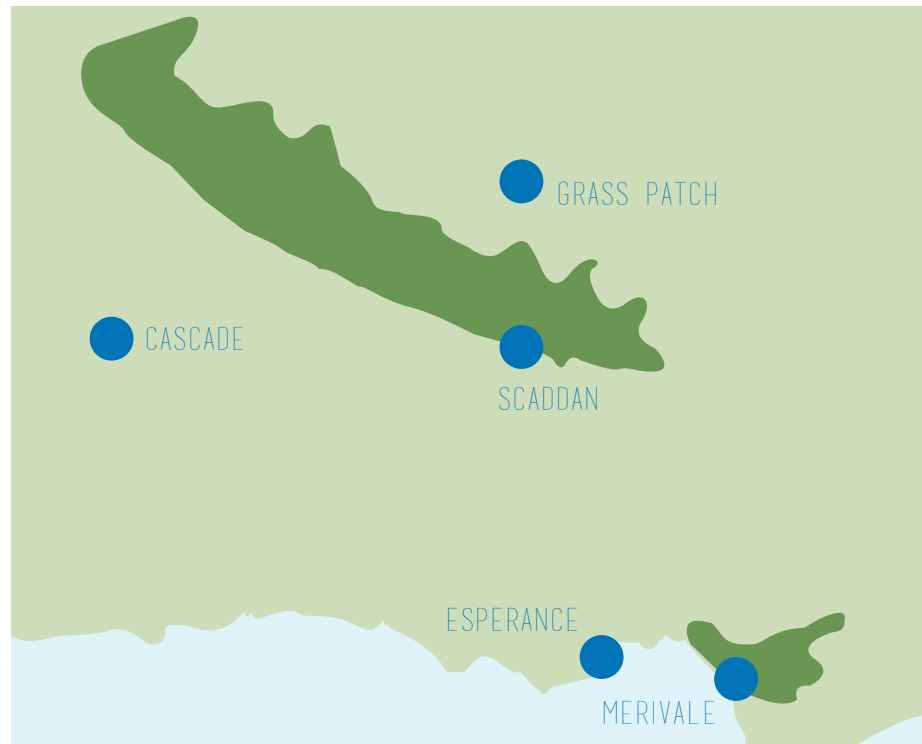 GRASS PATCH
CASCADE
SCADDAN
ESPERANCE
MERIVALE